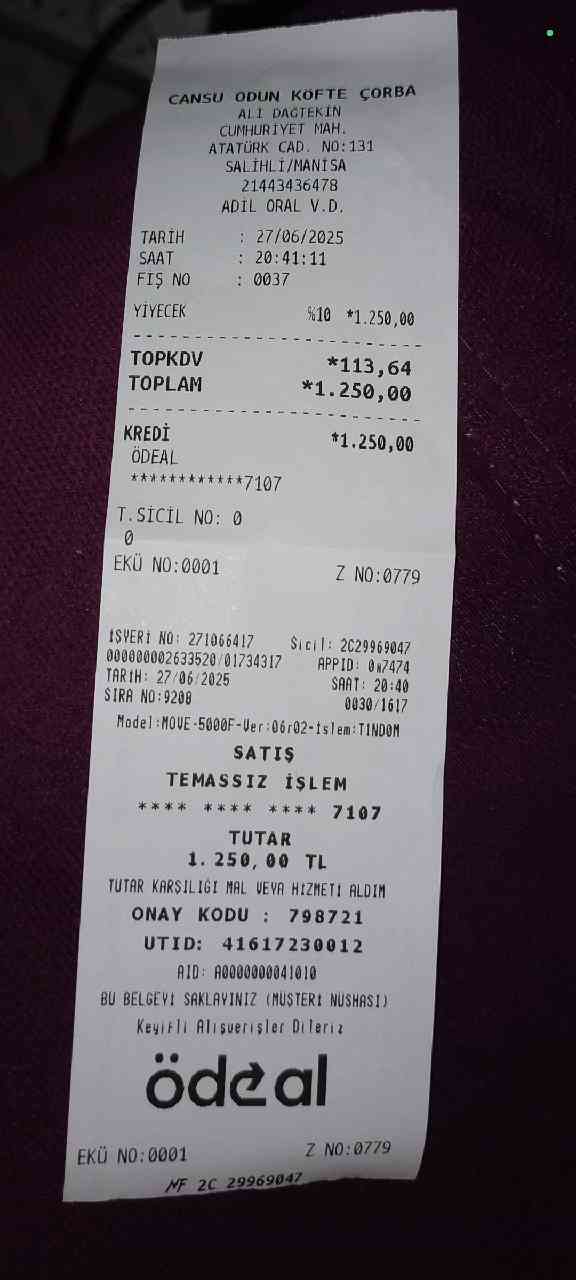 CANSU ODUN KÖFTE ÇORBA
ALİ DAĞTEKİN
CUMHURİYET MAH.
ATATÜRK CAD. NO:131
SALİHLİ/MANİSA
21443436478
ADİL ORAL V.D.
TARİH : 27/06/2025
SAAT : 20:41:11
FIŞ NO : 0037
YİYECEK %10 *1.250,00
TOPKDV *113,64
TOPLAM *1.250,00
KREDİ *1.250,00
ÖDEAL
************7107
T.SİCİL NO: 0
0
EKÜ NO:0001 Z NO:0779
İŞYERİ NO: 271066417 Sicil: 2C29969047
000000002633520/01734317 APPID: 0x7474
TARİH: 27/06/2025 SAAT: 20:40
SIRA NO:9208 0030/1617
Model:MOVE-5000F-Ver:06r02-İslem:T1NDOM
SATIŞ
TEMASSIZ İŞLEM
**** **** **** 7107
TUTAR
1.250,00 TL
TUTAR KARŞILIĞI MAL VEYA HİZMETİ ALDIM
ONAY KODU : 798721
UTID: 41617230012
AID: A0000000041010
BU BELGEYİ SAKLAYINIZ (MÜŞTERİ NÜSHASI)
Keyifli Alışverişler Dileriz
ödeal
EKÜ NO:0001 Z NO:0779
MF 2C 29969047